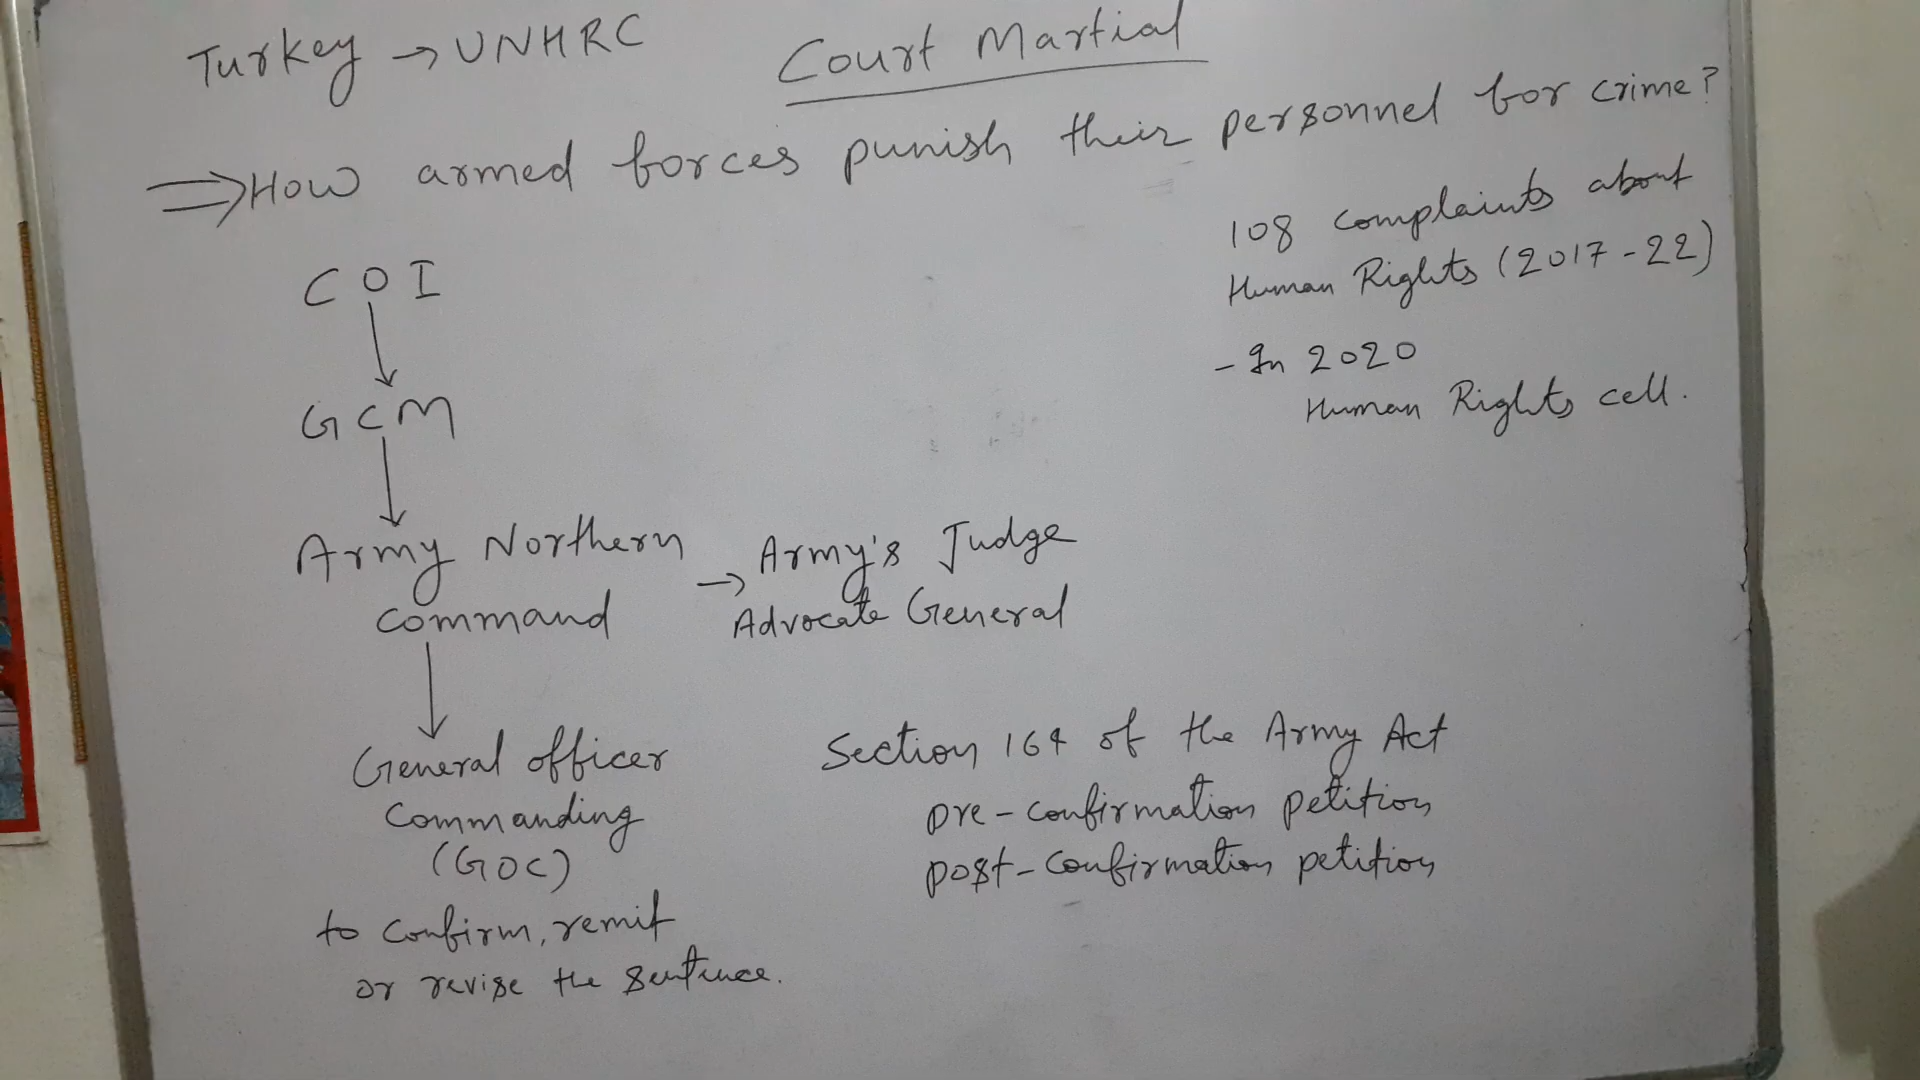 Turkey → UNHRC
Court Martial
⇒ How armed forces punish their personnel for crime?
108 complaints about
Human Rights (2017-22)
- In 2020
Human Rights cell.
COI
↓
GCM
↓
Army Northern
command
→ Army's Judge
Advocate General
↓
General officer
Commanding
(GOC)
to confirm, remit
or revise the sentence.
Section 164 of the Army Act
pre-confirmation petition
post-confirmation petition